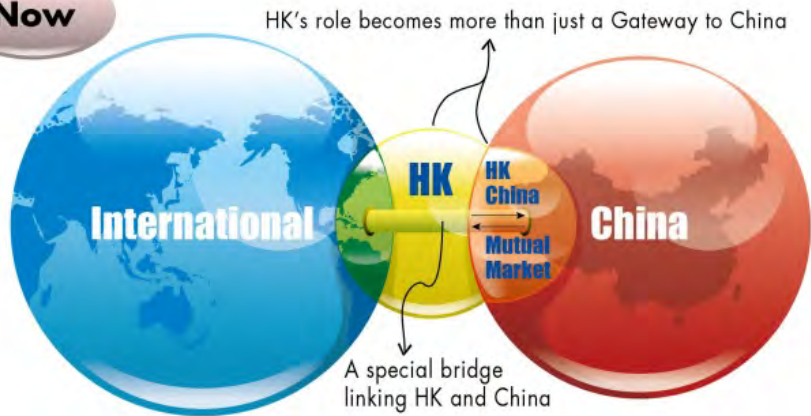 Now
HK's role becomes more than just a Gateway to China
International
HK
HK
China
Mutual
Market
China
A special bridge
linking HK and China